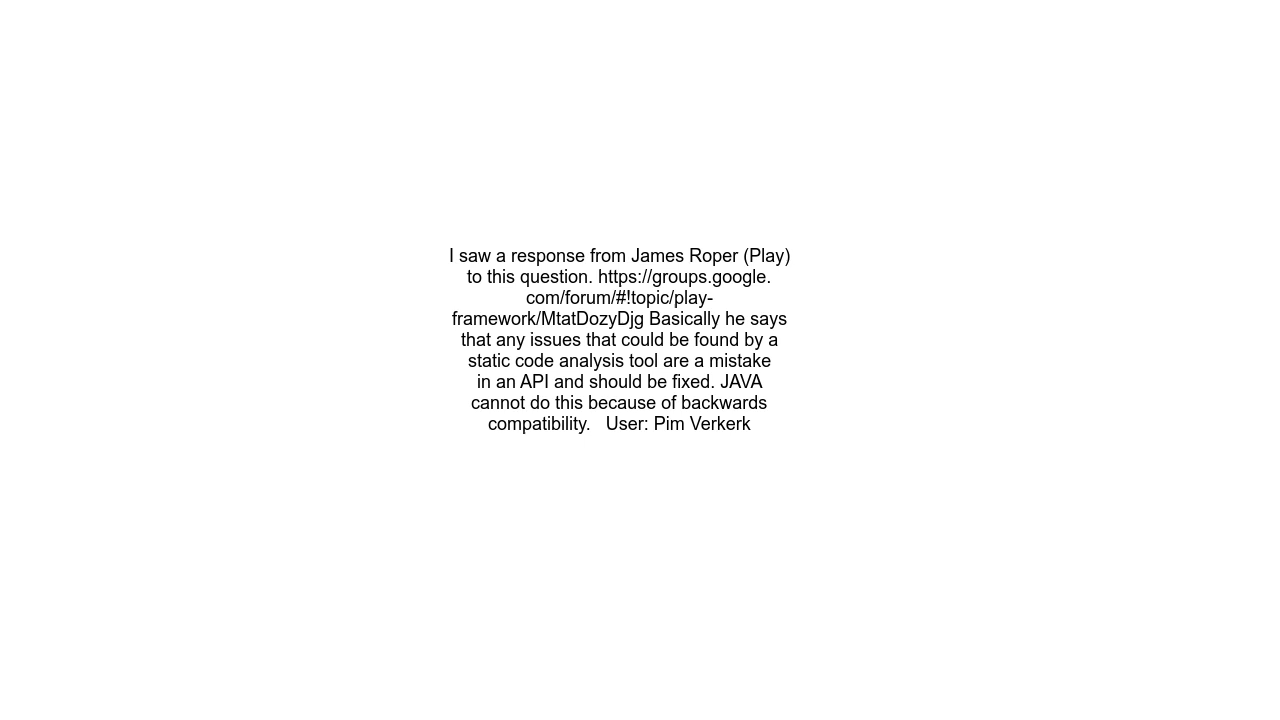 I saw a response from James Roper (Play)
to this question. https://groups.google.
com/forum/#!topic/play-
framework/MtatDozyDjg Basically he says
that any issues that could be found by a
static code analysis tool are a mistake
in an API and should be fixed. JAVA
cannot do this because of backwards
compatibility.   User: Pim Verkerk